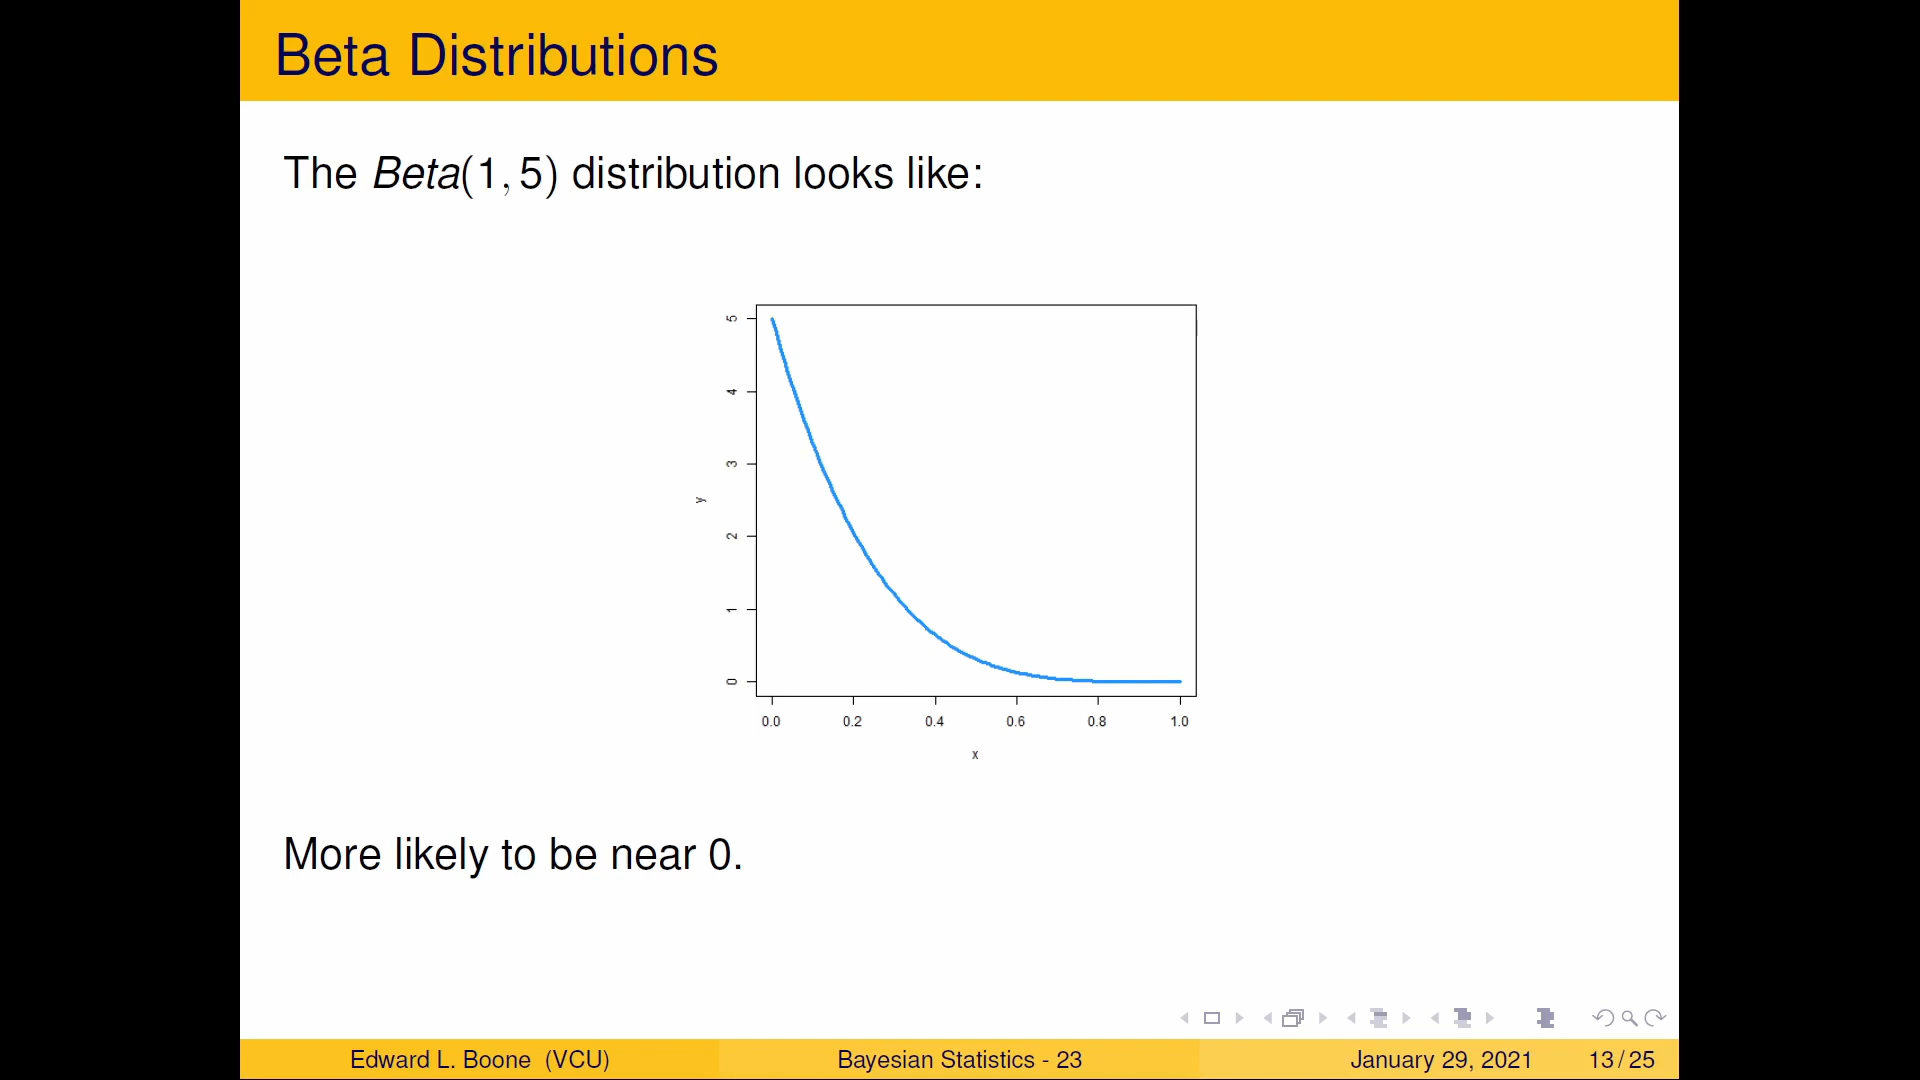 Beta Distributions
The Beta(1, 5) distribution looks like:
5
4
3
2
1
0
y
0.0 0.2 0.4 0.6 0.8 1.0
x
More likely to be near 0.
Edward L. Boone (VCU) Bayesian Statistics - 23 January 29, 2021 13 / 25